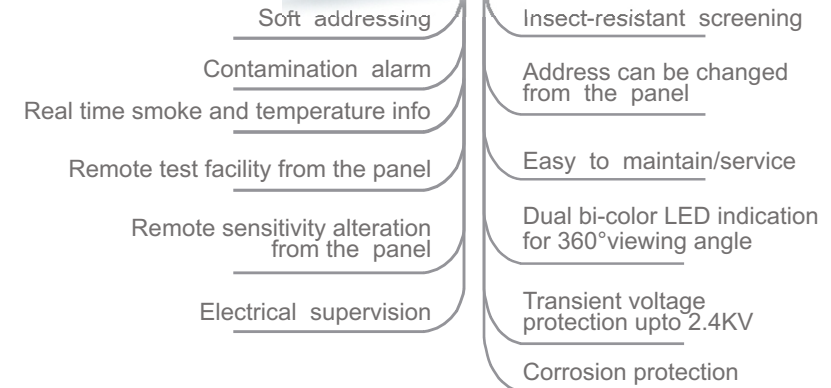 Soft addressing
Contamination alarm
Real time smoke and temperature info
Remote test facility from the panel
Remote sensitivity alteration
from the panel
Electrical supervision
Insect-resistant screening
Address can be changed
from the panel
Easy to maintain/service
Dual bi-color LED indication
for 360°viewing angle
Transient voltage
protection upto 2.4KV
Corrosion protection